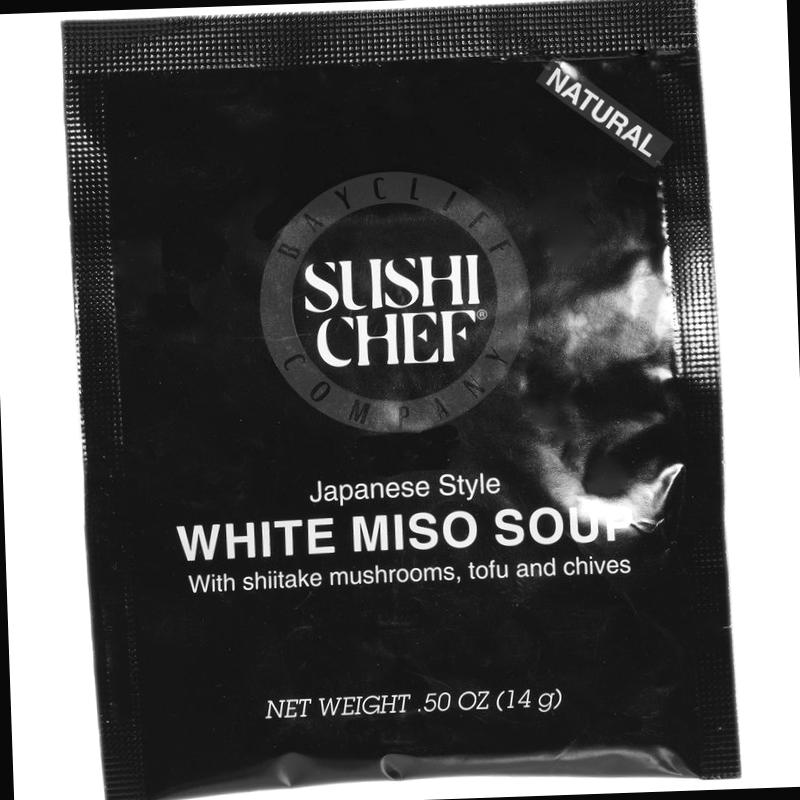 NATURAL
BAYCLIFF
SUSHI
CHEF®
COMPANY
Japanese Style
WHITE MISO SOUP
With shiitake mushrooms, tofu and chives
NET WEIGHT .50 OZ (14 g)